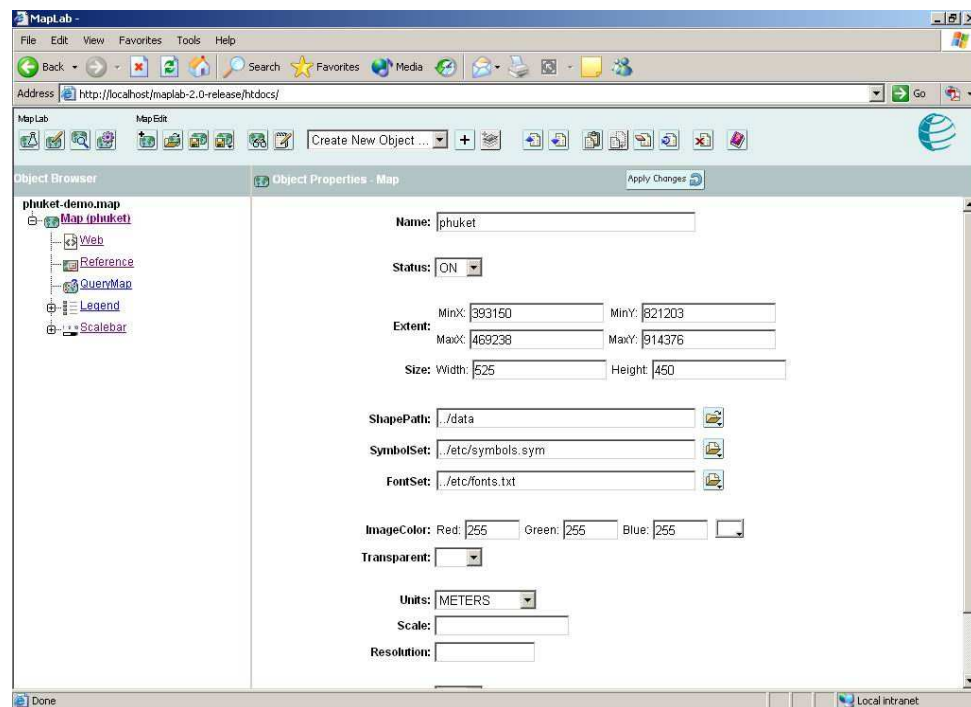 MapLab -
File Edit View Favorites Tools Help
Back Search Favorites Media
Address http://localhost/maplab-2.0-release/htdocs/ Go
MapLab MapEdit
Create New Object ...
Object Browser Object Properties - Map Apply Changes
phuket-demo.map
Map (phuket)
Web
Reference
QueryMap
Legend
Scalebar
Name: phuket
Status: ON
Extent: MinX: 393150 MinY: 821203
MaxX: 469238 MaxY: 914376
Size: Width: 525 Height: 450
ShapePath: ../data
SymbolSet: ../etc/symbols.sym
FontSet: ../etc/fonts.txt
ImageColor: Red: 255 Green: 255 Blue: 255
Transparent:
Units: METERS
Scale:
Resolution:
Done Local intranet